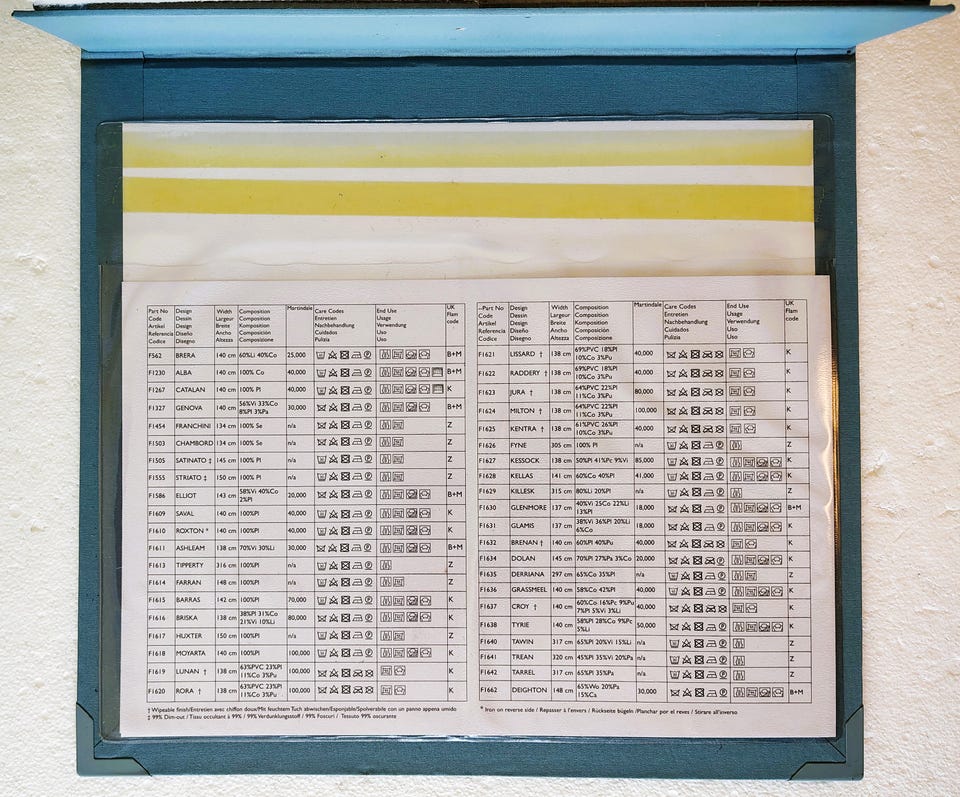 Part No Design Width Composition Martindale Care Codes End Use UK
Code Dessin Largeur Composition Entretien Usage Flam
Artikel Dessin Breite Komposition Nachbehandlung Verwendung code
Referencia Diseño Ancho Composición Cuidados Uso
Codice Disegno Altezza Composizione Pulizia Uso
F562 BRERA 140 cm 60%Li 40%Co 25,000 B+M
F1230 ALBA 140 cm 100% Co 40,000 B+M
F1267 CATALAN 140 cm 100% Pl 40,000 K
F1327 GENOVA 140 cm 56%Vi 33%Co 30,000 B+M
8%Pl 3%Pa
F1454 FRANCHINI 134 cm 100% Se n/a Z
F1503 CHAMBORD 134 cm 100% Se n/a Z
F1505 SATINATO ‡ 145 cm 100% Pl n/a Z
F1555 STRIATO ‡ 150 cm 100% Pl n/a Z
F1586 ELLIOT 143 cm 58%Vi 40%Co 20,000 B+M
2%Pl
F1609 SAVAL 140 cm 100%Pl 40,000 K
F1610 ROXTON * 140 cm 100%Pl 40,000 K
F1611 ASHLEAM 138 cm 70%Vi 30%Li 30,000 B+M
F1613 TIPPERTY 316 cm 100%Pl n/a Z
F1614 FARRAN 148 cm 100%Pl n/a Z
F1615 BARRAS 142 cm 100%Pl 70,000 K
F1616 BRISKA 138 cm 38%Pl 31%Co 80,000 K
21%Vi 10%Li
F1617 HUXTER 150 cm 100%Pl n/a Z
F1618 MOYARTA 140 cm 100%Pl 100,000 K
F1619 LUNAN † 138 cm 63%PVC 23%Pl 100,000 K
11%Co 3%Pu
F1620 RORA † 138 cm 63%PVC 23%Pl 100,000 K
11%Co 3%Pu
† Wipeable finish/Entretien avec chiffon doux/Mit feuchtem Tuch abwischen/Esponjable/Spolverabile con un panno appena umido
‡ 99% Dim-out / Tissu occultant à 99% / 99% Verdunklungsstoff / 99% Foscuri / Tessuto 99% oscurante
Part No Design Width Composition Martindale Care Codes End Use UK
Code Dessin Largeur Composition Entretien Usage Flam
Artikel Dessin Breite Komposition Nachbehandlung Verwendung code
Referencia Diseño Ancho Composición Cuidados Uso
Codice Disegno Altezza Composizione Pulizia Uso
F1621 LISSARD † 138 cm 69%PVC 18%Pl 40,000 K
10%Co 3%Pu
F1622 RADDERY † 138 cm 69%PVC 18%Pl 40,000 K
10%Co 3%Pu
F1623 JURA † 138 cm 64%PVC 22%Pl 80,000 K
11%Co 3%Pu
F1624 MILTON † 138 cm 64%PVC 22%Pl 100,000 K
11%Co 3%Pu
F1625 KENTRA † 138 cm 61%PVC 26%Pl 40,000 K
10%Co 3%Pu
F1626 FYNE 305 cm 100% Pl n/a Z
F1627 KESSOCK 138 cm 50%Pl 41%Pc 9%Vi 85,000 K
F1628 KELLAS 141 cm 60%Co 40%Pl 41,000 K
F1629 KILLESK 315 cm 80%Li 20%Pl n/a Z
F1630 GLENMORE 137 cm 40%Vi 25Co 22%Li 18,000 B+M
13%Pl
F1631 GLAMIS 137 cm 38%Vi 36%Pl 20%Li 18,000 K
6%Co
F1632 BRENAN † 140 cm 60%Pl 40%Pu 40,000 K
F1634 DOLAN 145 cm 70%Pl 27%Pa 3%Co 20,000 K
F1635 DERRIANA 297 cm 65%Co 35%Pl n/a Z
F1636 GRASSMEEL 140 cm 58%Co 42%Pl 40,000 K
F1637 CROY † 140 cm 60%Co 16%Pc 9%Pu 40,000 K
7%Pl 5%Vi 3%Li
F1638 TYRIE 140 cm 58%Pl 28%Co 9%Pc 50,000 K
5%Li
F1640 TAWIN 317 cm 65%Pl 20%Vi 15%Li n/a Z
F1641 TREAN 320 cm 45%Pl 35%Vi 20%Pa n/a Z
F1642 TARREL 317 cm 65%Pl 35%Pa n/a Z
F1662 DEIGHTON 148 cm 65%Wo 20%Pa 30,000 B+M
15%Ca
* Iron on reverse side / Repasser à l'envers / Rückseite bügeln /Planchar por el reves / Stirare all'inverso